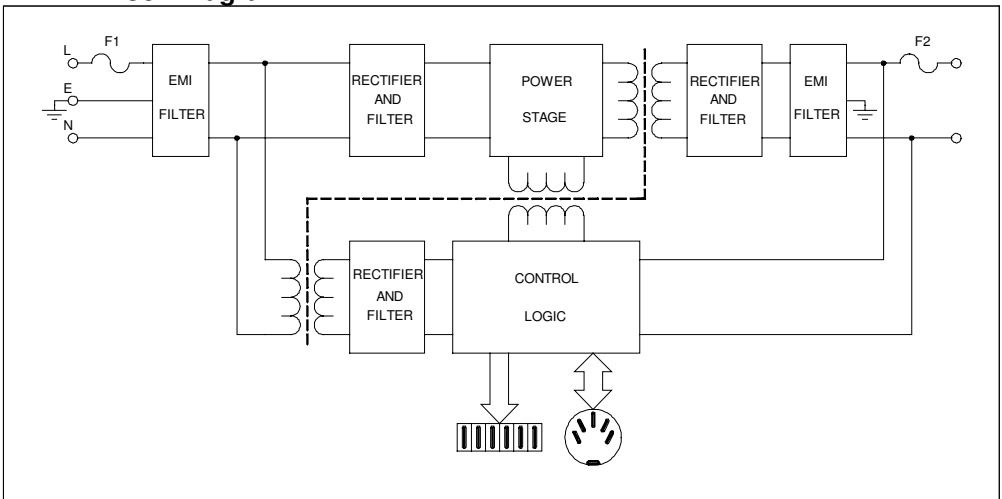 L
F1
E
N
EMI
FILTER
RECTIFIER
AND
FILTER
POWER
STAGE
RECTIFIER
AND
FILTER
EMI
FILTER
F2
RECTIFIER
AND
FILTER
CONTROL
LOGIC